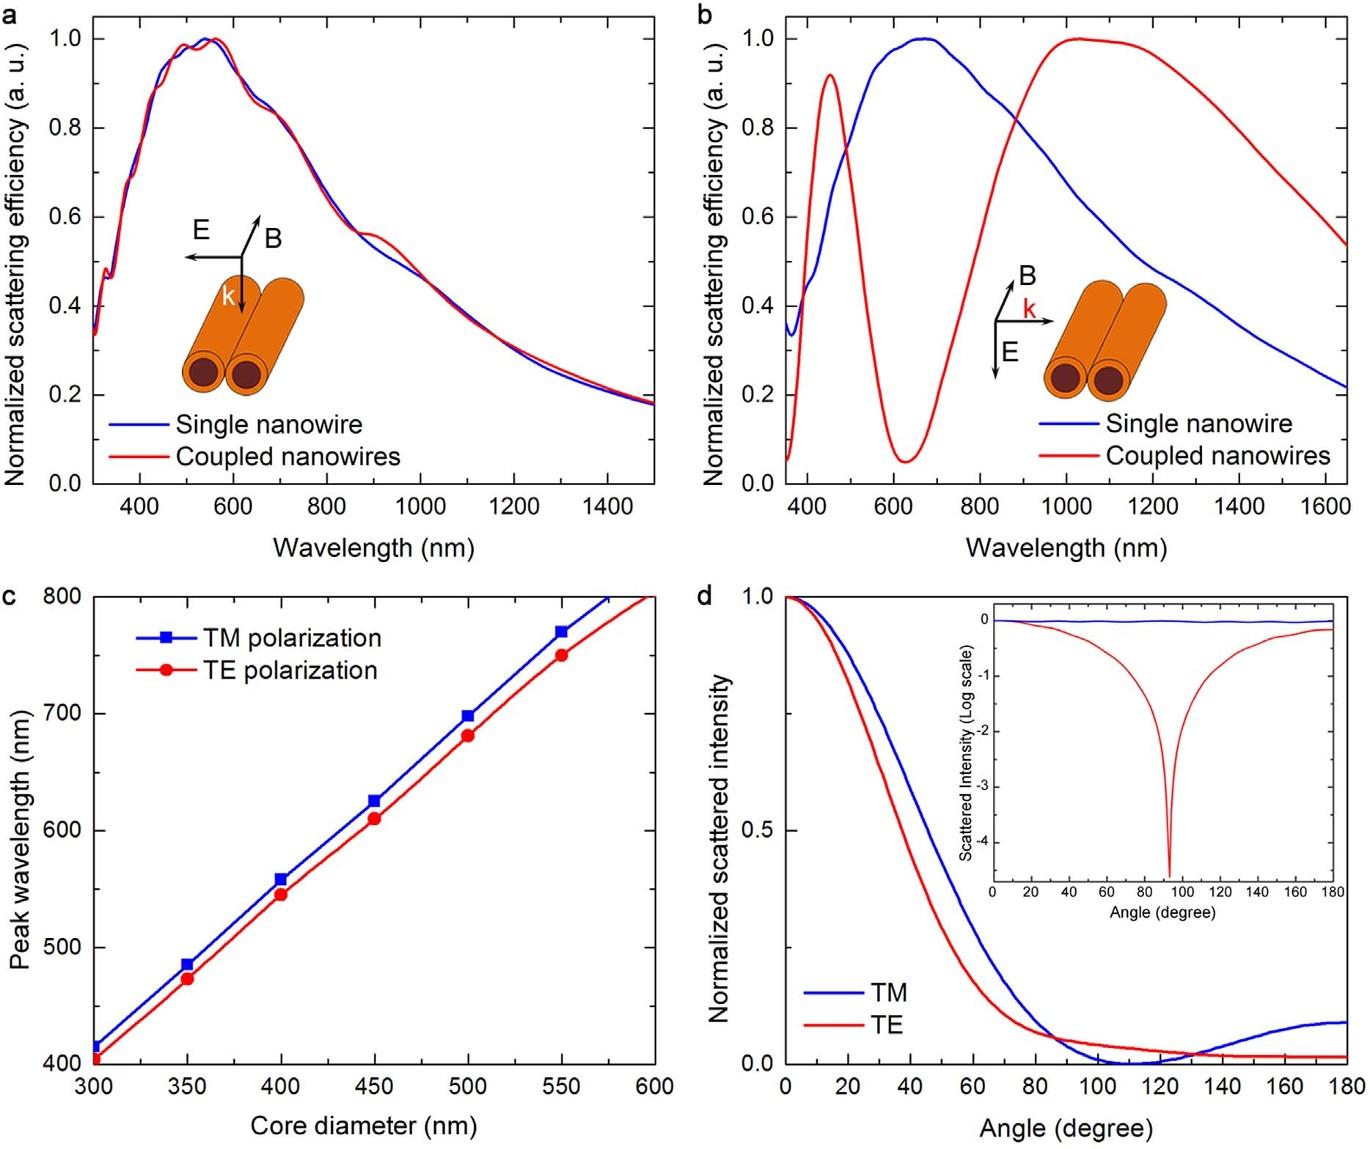 a
1.0
0.8
0.6
0.4
0.2
0.0
Normalized scattering efficiency (a. u.)
E
B
k
Single nanowire
Coupled nanowires
400 600 800 1000 1200 1400
Wavelength (nm)
b
1.0
0.8
0.6
0.4
0.2
0.0
Normalized scattering efficiency (a. u.)
B
k
E
Single nanowire
Coupled nanowires
400 600 800 1000 1200 1400 1600
Wavelength (nm)
c
800
700
600
500
400
Peak wavelength (nm)
TM polarization
TE polarization
300 350 400 450 500 550 600
Core diameter (nm)
d
1.0
0.5
0.0
Normalized scattered intensity
TM
TE
0 20 40 60 80 100 120 140 160 180
Angle (degree)
0
-1
-2
-3
-4
Scattered Intensity (Log scale)
0 20 40 60 80 100 120 140 160 180
Angle (degree)